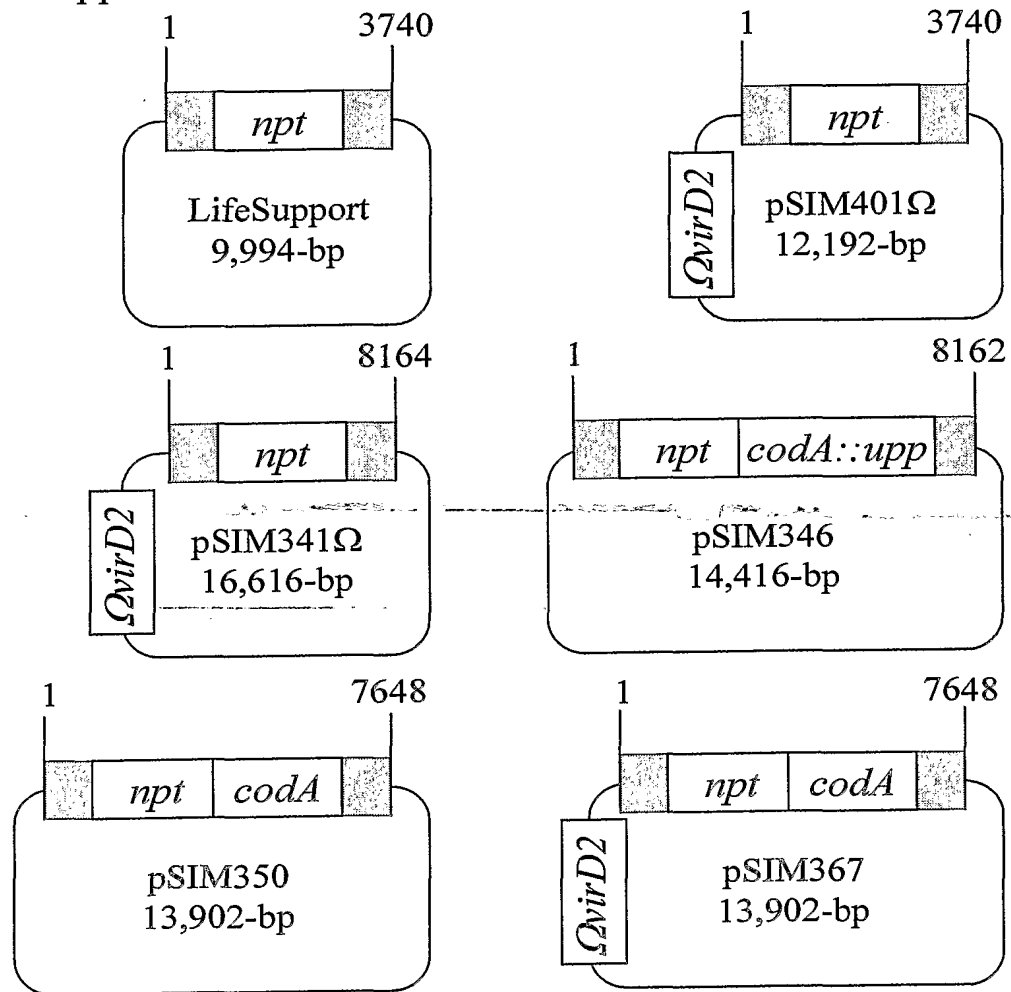 1 3740
npt
LifeSupport
9,994-bp
1 3740
npt
ΩvirD2
pSIM401Ω
12,192-bp
1 8164
npt
ΩvirD2
pSIM341Ω
16,616-bp
1 8162
npt codA::upp
pSIM346
14,416-bp
1 7648
npt codA
pSIM350
13,902-bp
1 7648
npt codA
ΩvirD2
pSIM367
13,902-bp